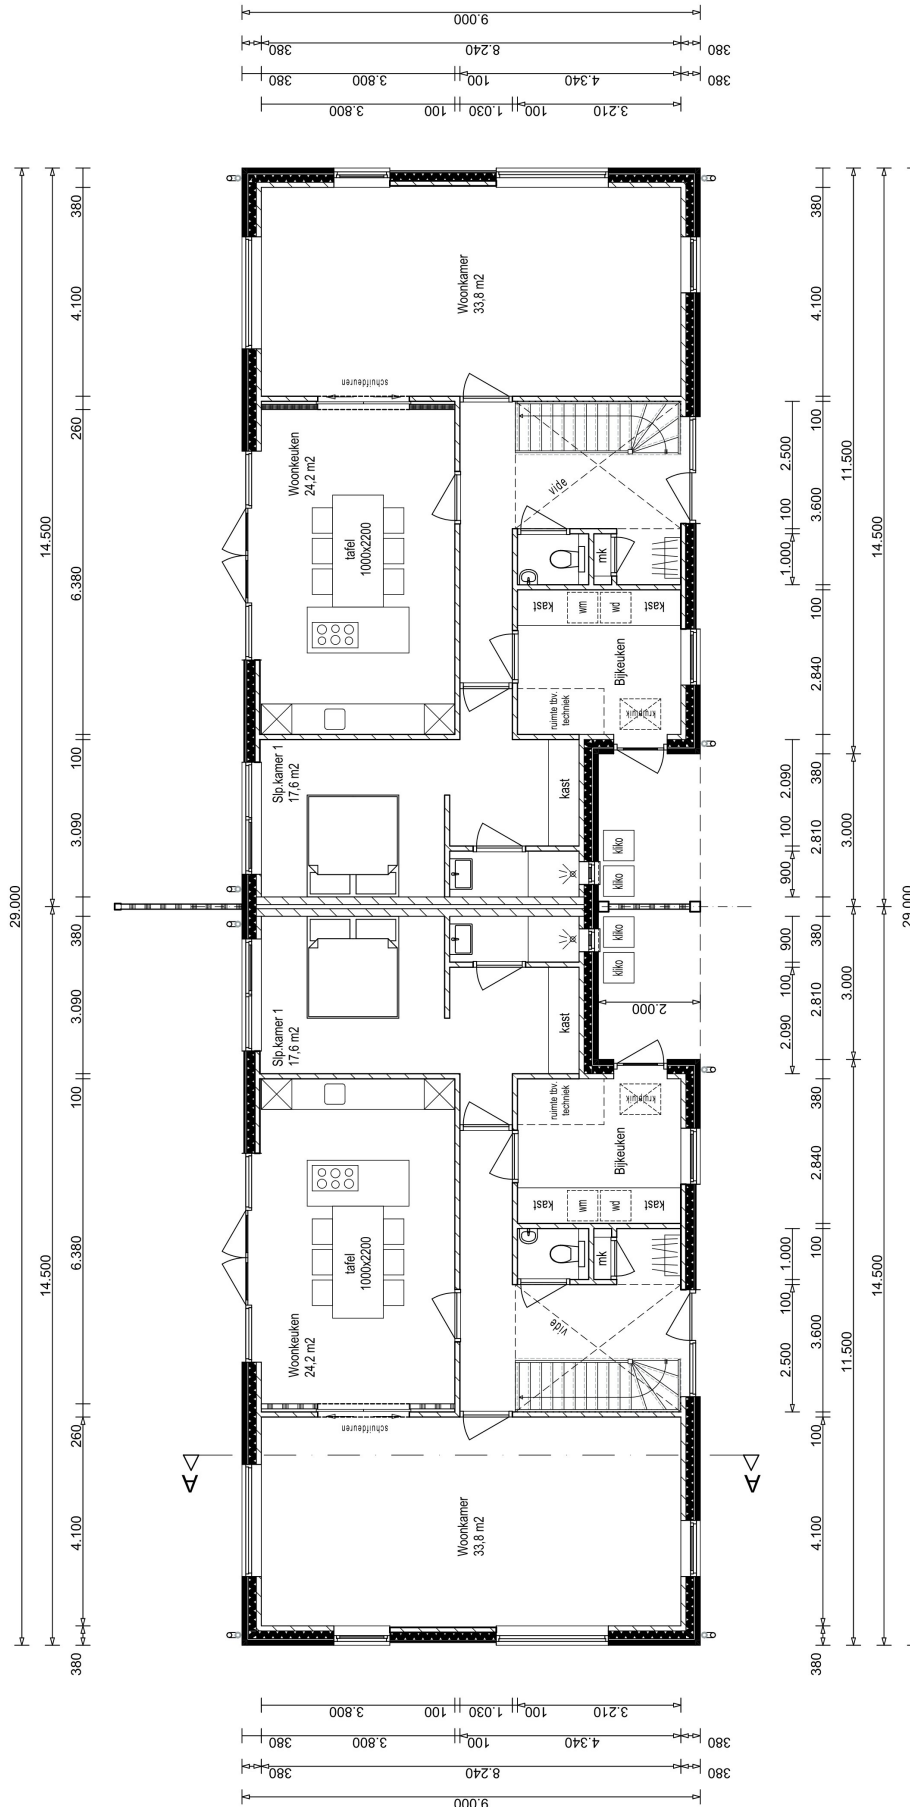 9.000
380
8.240
380
380
3.800
100
4.340
380
3.800
100
1.030
100
3.210
29.000
14.500
14.500
380
4.100
260
6.380
100
3.090
380
3.090
100
6.380
260
4.100
380
Woonkamer
33,8 m2
schuifdeuren
Woonkeuken
24,2 m2
tafel
1000x2200
vide
mk
kast
wm
wd
kast
Bijkeuken
ruimte tbv.
techniek
kruipluik
Slp.kamer 1
17,6 m2
kast
kliko
kliko
kliko
kliko
2.000
Slp.kamer 1
17,6 m2
kast
ruimte tbv.
techniek
kruipluik
Bijkeuken
kast
wm
wd
kast
mk
vide
tafel
1000x2200
Woonkeuken
24,2 m2
schuifdeuren
A
A
Woonkamer
33,8 m2
2.500
100
1.000
2.090
100
900
900
100
2.090
1.000
100
2.500
380
4.100
100
3.600
100
2.840
380
2.810
380
2.810
380
2.840
100
3.600
100
4.100
380
11.500
3.000
3.000
11.500
14.500
14.500
29.000
3.800
100
1.030
100
3.210
380
3.800
100
4.340
380
380
8.240
380
9.000